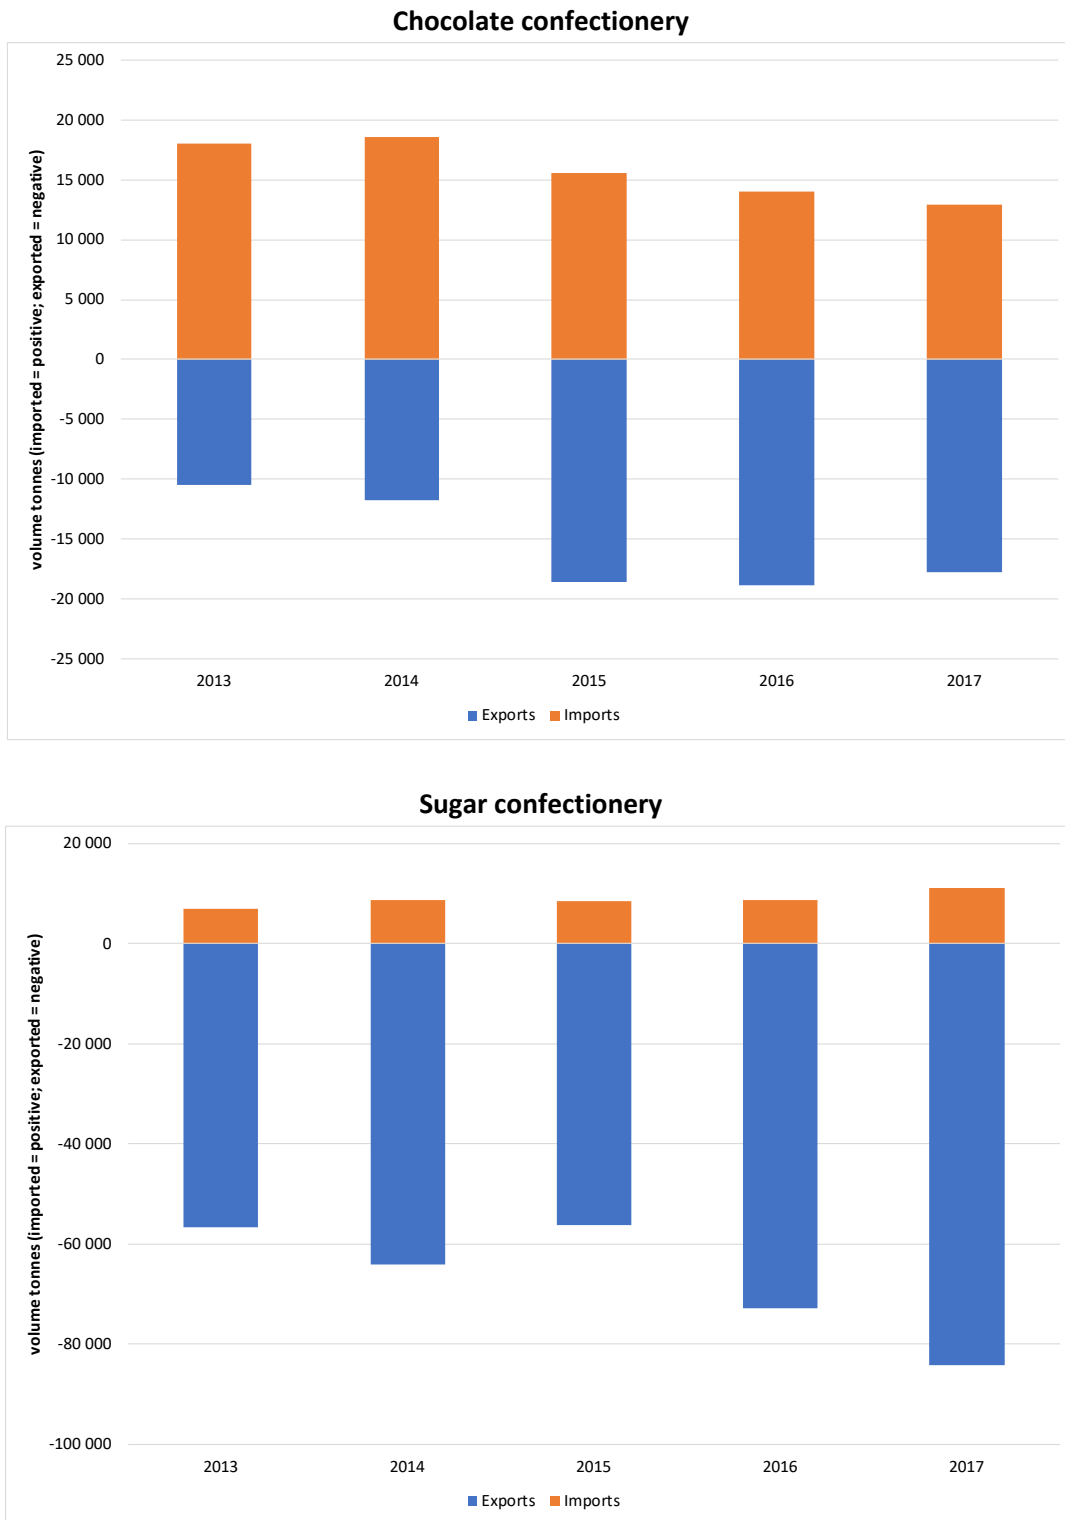 Chocolate confectionery
volume tonnes (imported = positive; exported = negative)
25 000
20 000
15 000
10 000
5 000
0
-5 000
-10 000
-15 000
-20 000
-25 000
2013 2014 2015 2016 2017
Exports Imports
Sugar confectionery
volume tonnes (imported = positive; exported = negative)
20 000
0
-20 000
-40 000
-60 000
-80 000
-100 000
2013 2014 2015 2016 2017
Exports Imports